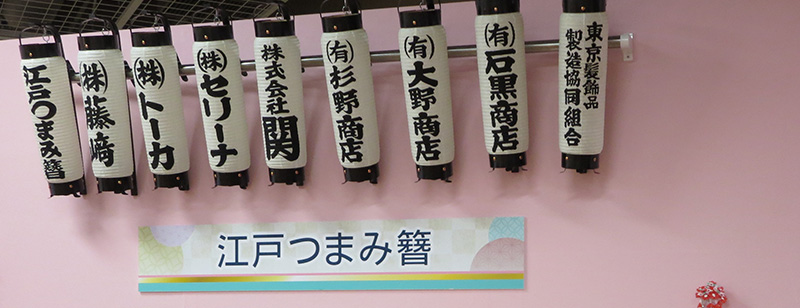 江戸つまみ簪
㈱藤崎
㈱トーカ
㈱セリーナ
株式会社関
㈲杉野商店
㈲大野商店
㈲石黒商店
東京髪飾品
製造協同組合
江戸つまみ簪